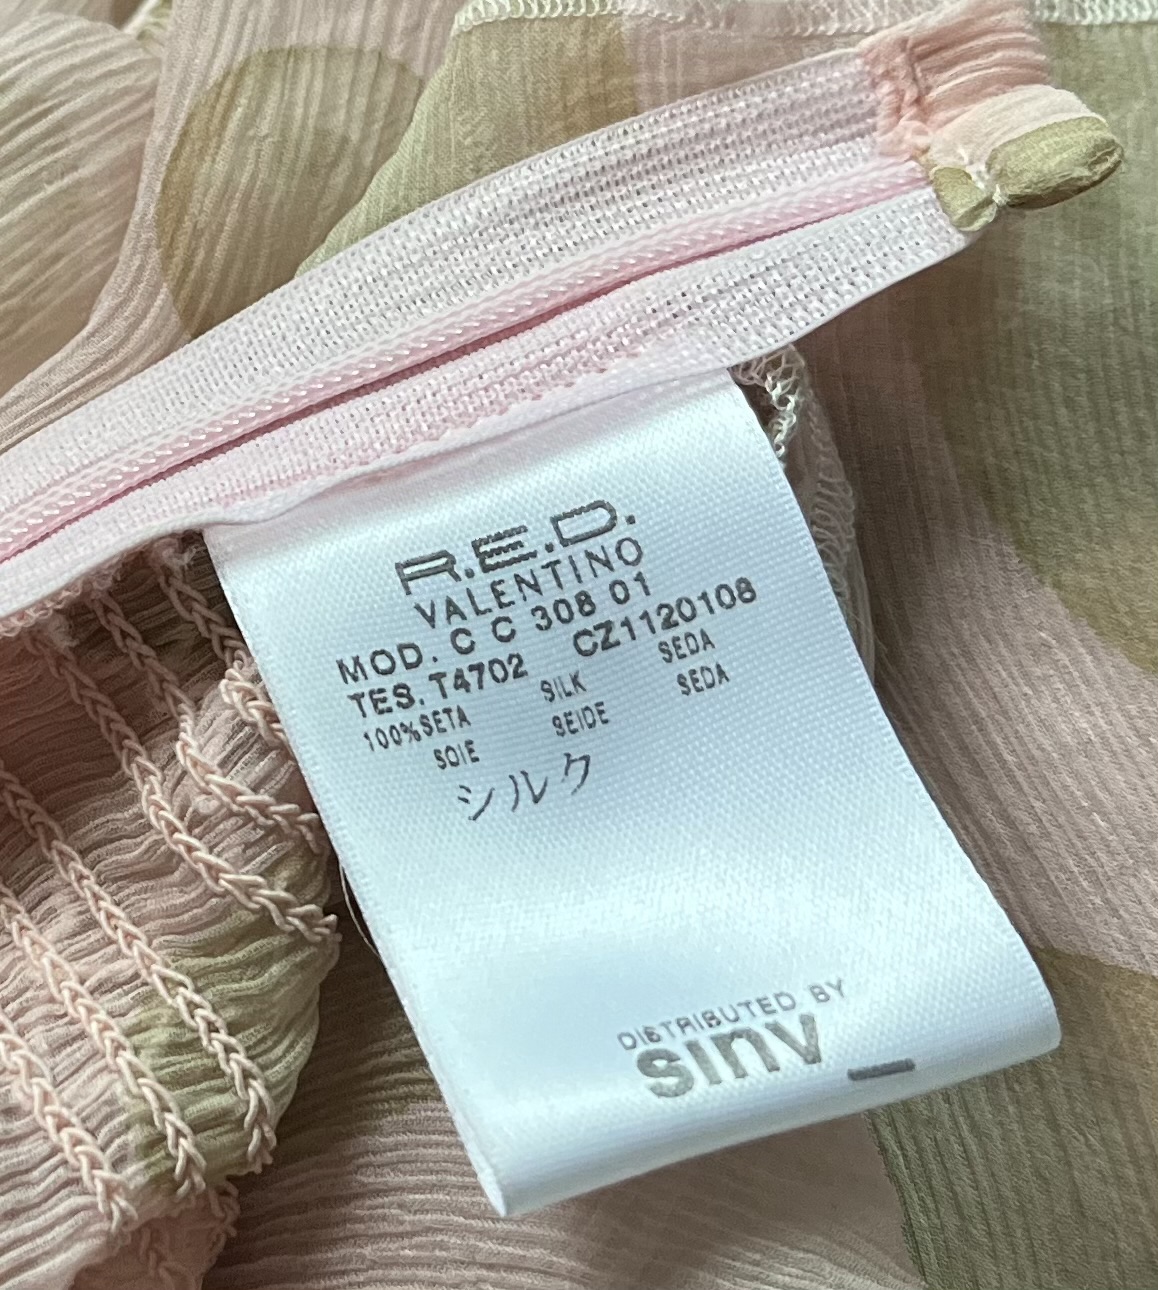 R.E.D.
VALENTINO
MOD. C C 308 01
TES. T4702 CZ1120108
100%SETA SILK SEDA
SOIE SEIDE SEDA
シルク
DISTRIBUTED BY
sinv